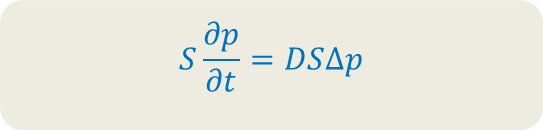 S ∂p/∂t = DSΔp